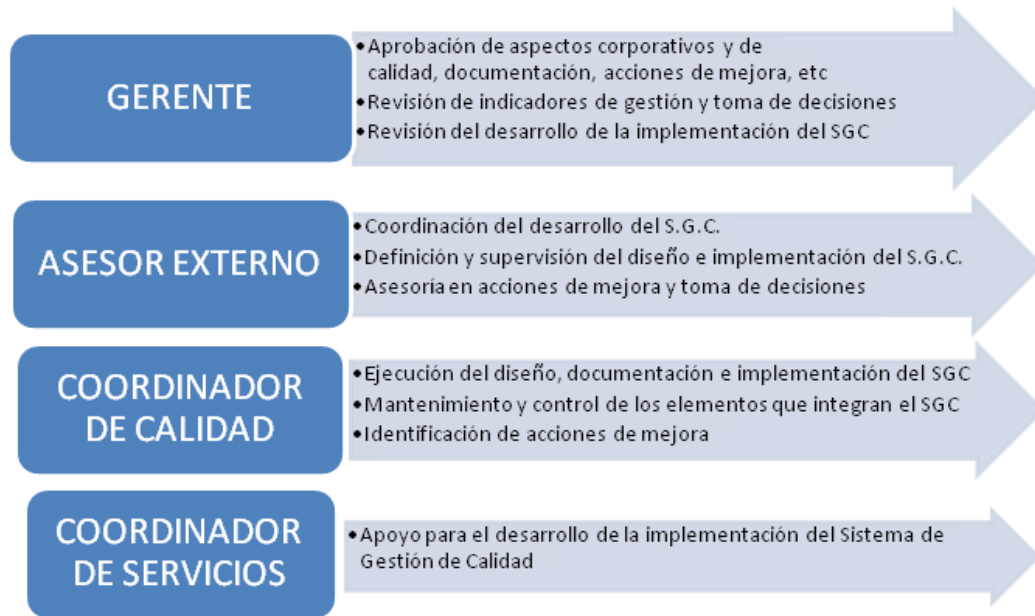 GERENTE
•Aprobación de aspectos corporativos y de
calidad, documentación, acciones de mejora, etc
•Revisión de indicadores de gestión y toma de decisiones
•Revisión del desarrollo de la implementación del SGC
ASESOR EXTERNO
•Coordinación del desarrollo del S.G.C.
•Definición y supervisión del diseño e implementación del S.G.C.
•Asesoría en acciones de mejora y toma de decisiones
COORDINADOR
DE CALIDAD
•Ejecución del diseño, documentación e implementación del SGC
•Mantenimiento y control de los elementos que integran el SGC
•Identificación de acciones de mejora
COORDINADOR
DE SERVICIOS
•Apoyo para el desarrollo de la implementación del Sistema de
Gestión de Calidad